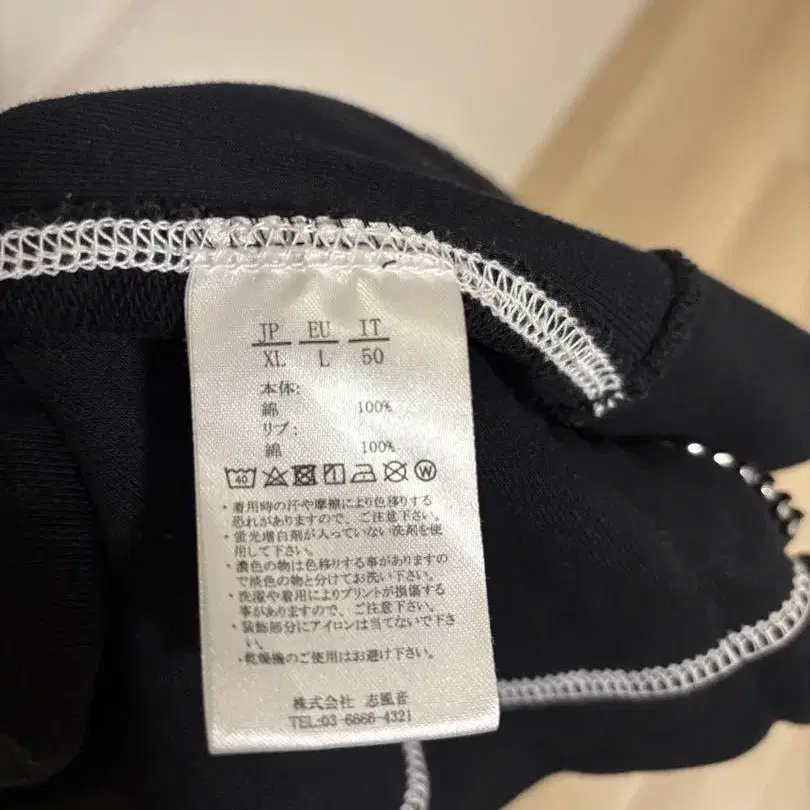 JP EU IT
XL L 50
本体:
綿 100%
リブ:
綿 100%
40 1 W
・着用時の汗や摩擦により色移りする
恐れがありますので、ご注意下さい。
・蛍光増白剤が入っていない洗剤を使
用して下さい。
・濃色の物は色移りする事があります
ので淡色の物と分けてお洗い下さい。
・洗濯や着用によりプリントが損傷する
事がありますので、ご注意下さい。
・装飾部分にアイロンは当てないで下さ
い。
・乾燥機のご使用はお避け下さい。
株式会社 志風音
TEL:03-6666-4321